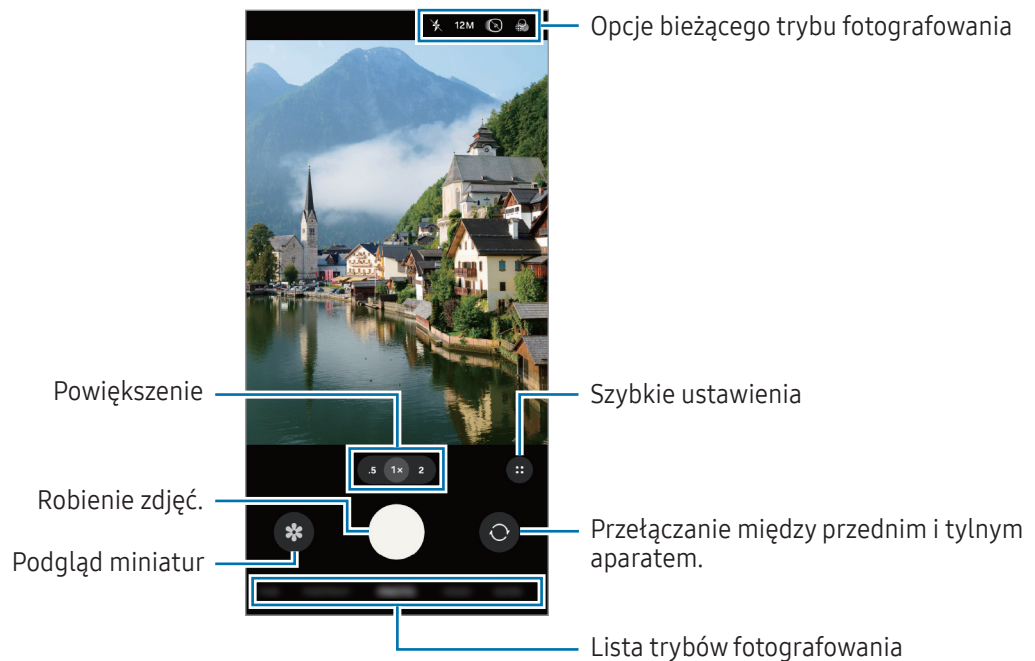 12M
Opcje bieżącego trybu fotografowania
Powiększenie
Szybkie ustawienia
.5 1× 2
Robienie zdjęć.
Przełączanie między przednim i tylnym
aparatem.
Podgląd miniatur
Lista trybów fotografowania